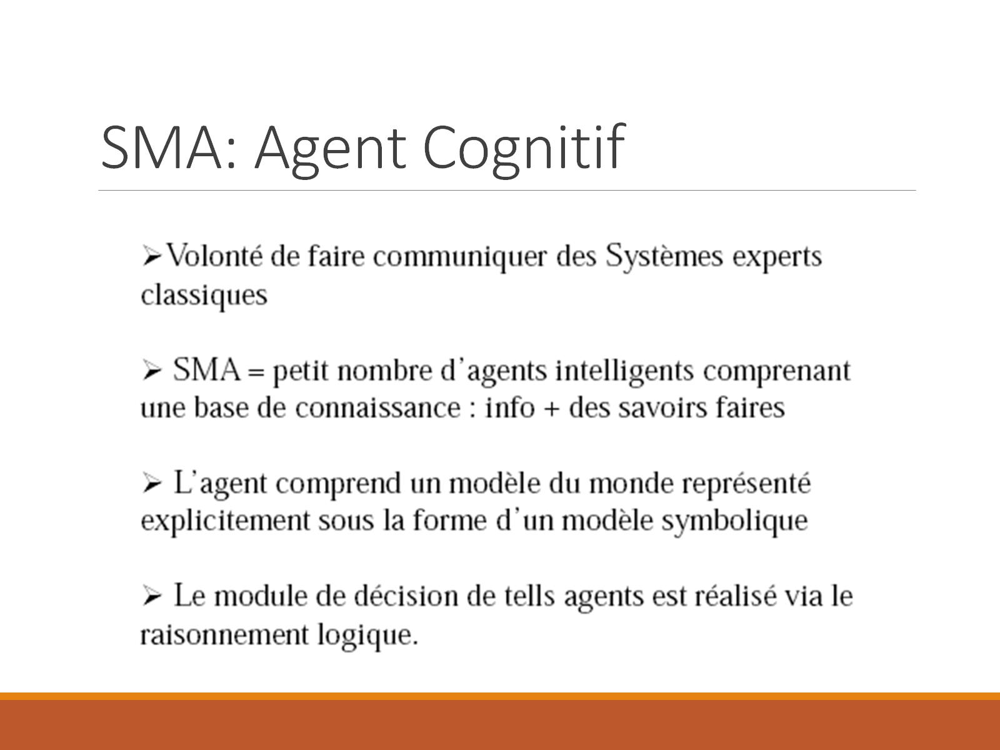 SMA: Agent Cognitif
➢Volonté de faire communiquer des Systèmes experts
classiques
➢ SMA = petit nombre d’agents intelligents comprenant
une base de connaissance : info + des savoirs faires
➢ L’agent comprend un modèle du monde représenté
explicitement sous la forme d’un modèle symbolique
➢ Le module de décision de tells agents est réalisé via le
raisonnement logique.